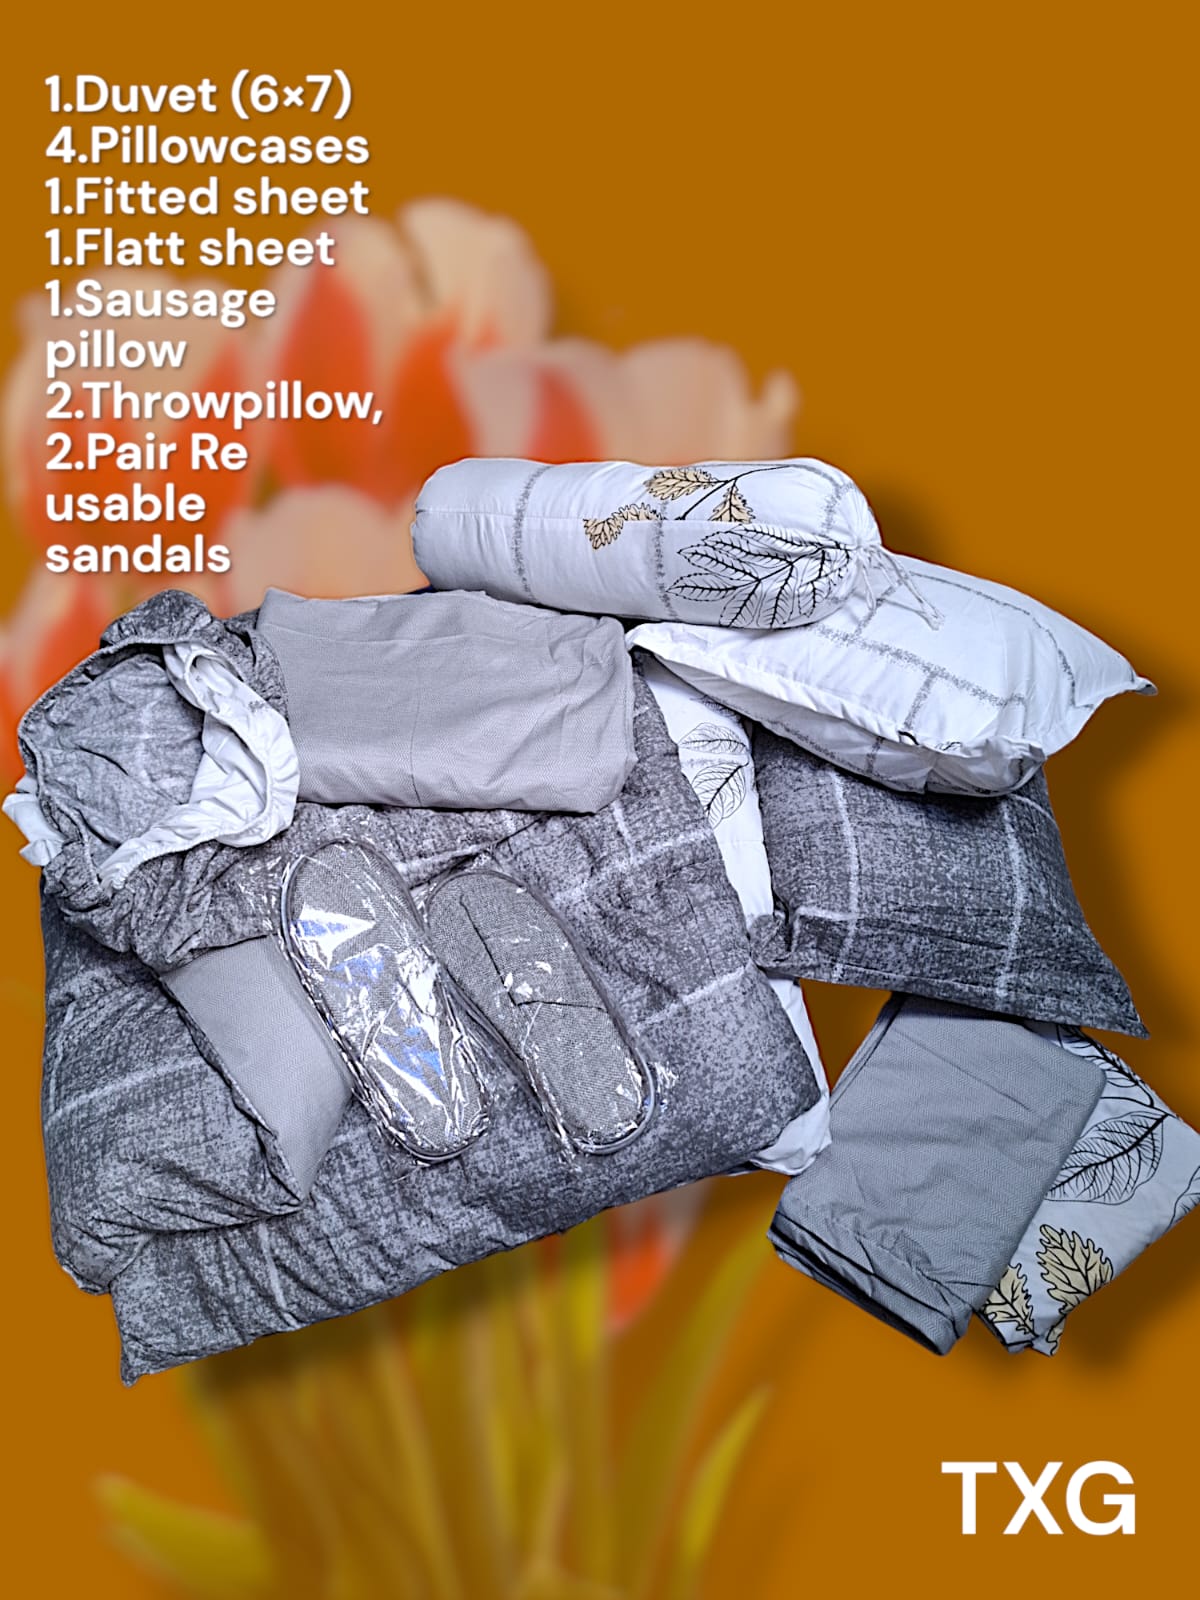 1.Duvet (6×7)
4.Pillowcases
1.Fitted sheet
1.Flatt sheet
1.Sausage
pillow
2.Throwpillow,
2.Pair Re
usable
sandals
TXG